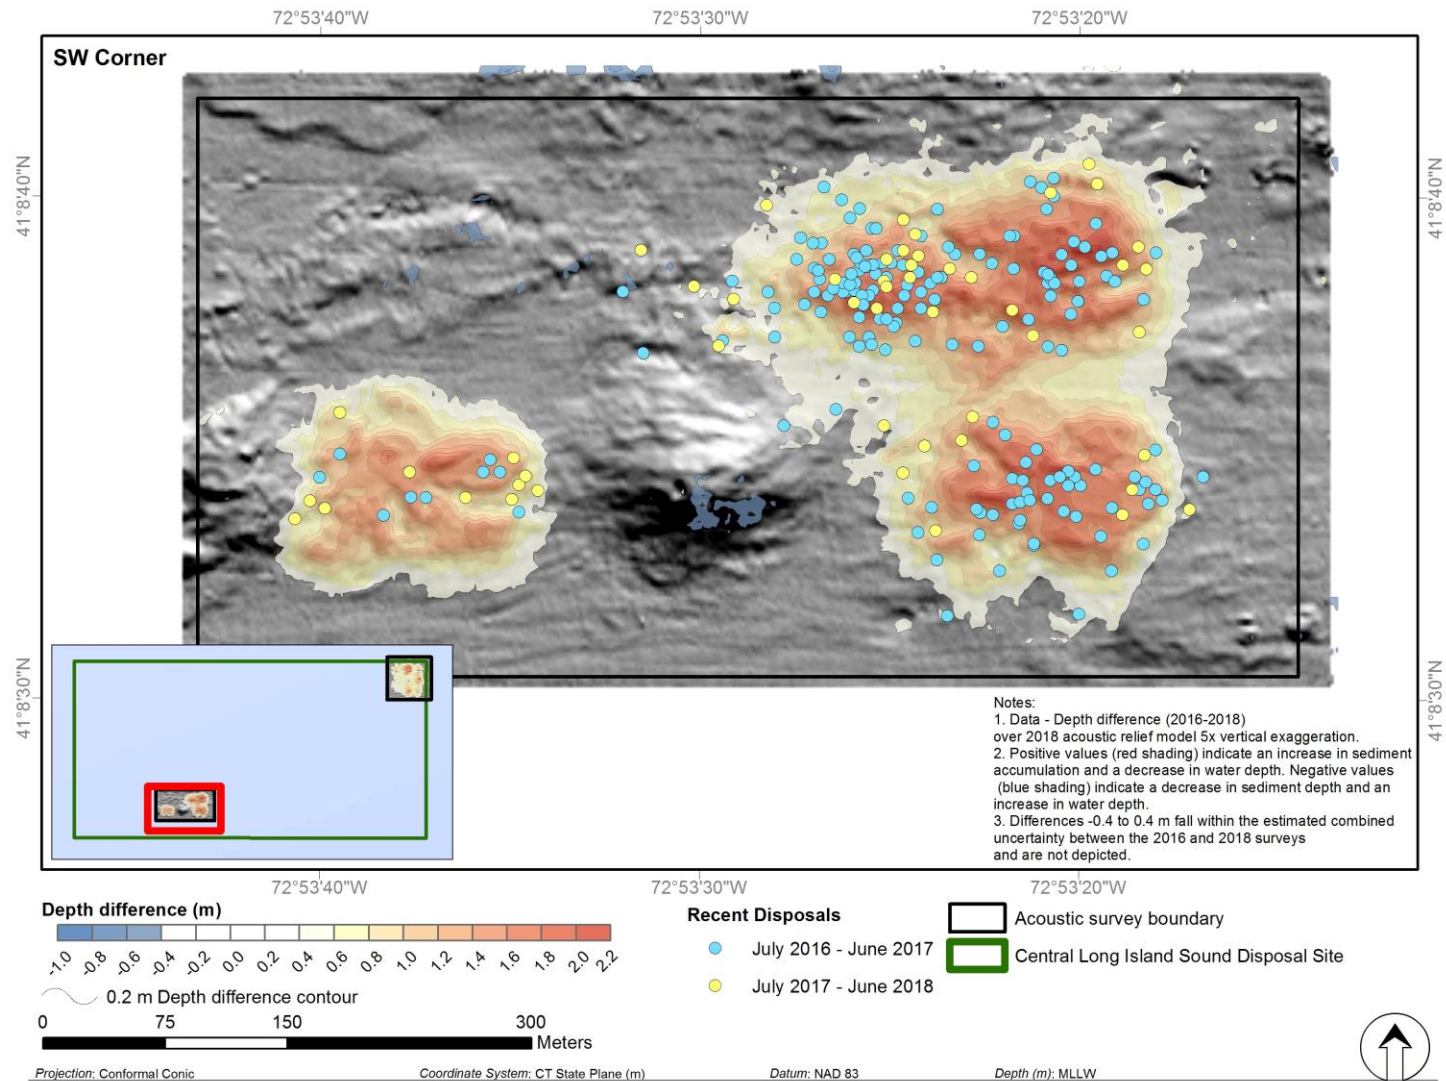 72°53'40"W 72°53'30"W 72°53'20"W
SW Corner
41°8'40"N 41°8'40"N
41°8'30"N 41°8'30"N
Notes:
1. Data - Depth difference (2016-2018)
over 2018 acoustic relief model 5x vertical exaggeration.
2. Positive values (red shading) indicate an increase in sediment
accumulation and a decrease in water depth. Negative values
(blue shading) indicate a decrease in sediment depth and an
increase in water depth.
3. Differences -0.4 to 0.4 m fall within the estimated combined
uncertainty between the 2016 and 2018 surveys
and are not depicted.
72°53'40"W 72°53'30"W 72°53'20"W
Depth difference (m)
-1.0 -0.8 -0.6 -0.4 -0.2 0.0 0.2 0.4 0.6 0.8 1.0 1.2 1.4 1.6 1.8 2.0 2.2
0.2 m Depth difference contour
0 75 150 300
Meters
Recent Disposals
July 2016 - June 2017
July 2017 - June 2018
Acoustic survey boundary
Central Long Island Sound Disposal Site
Projection: Conformal Conic Coordinate System: CT State Plane (m) Datum: NAD 83 Depth (m): MLLW